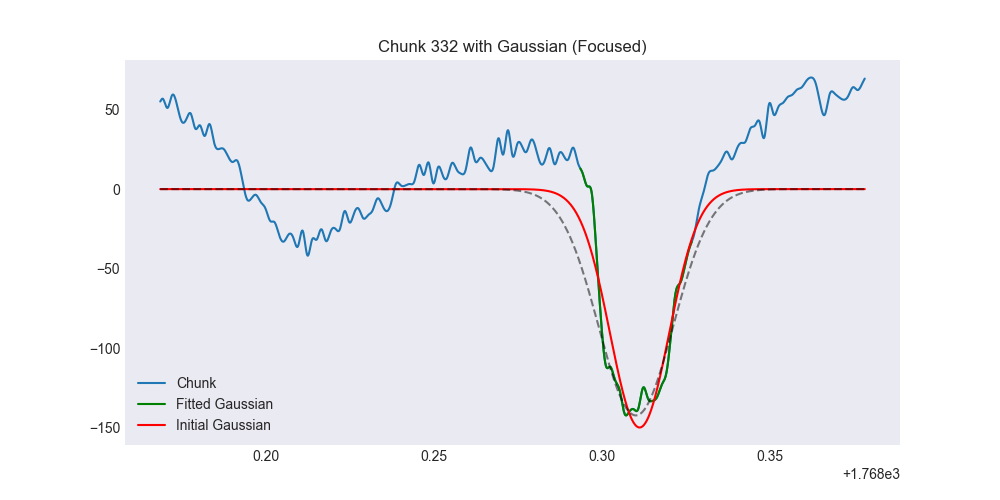 Chunk 332 with Gaussian (Focused)
50
0
−50
−100
−150
Chunk
Fitted Gaussian
Initial Gaussian
0.20 0.25 0.30 0.35
+1.768e3